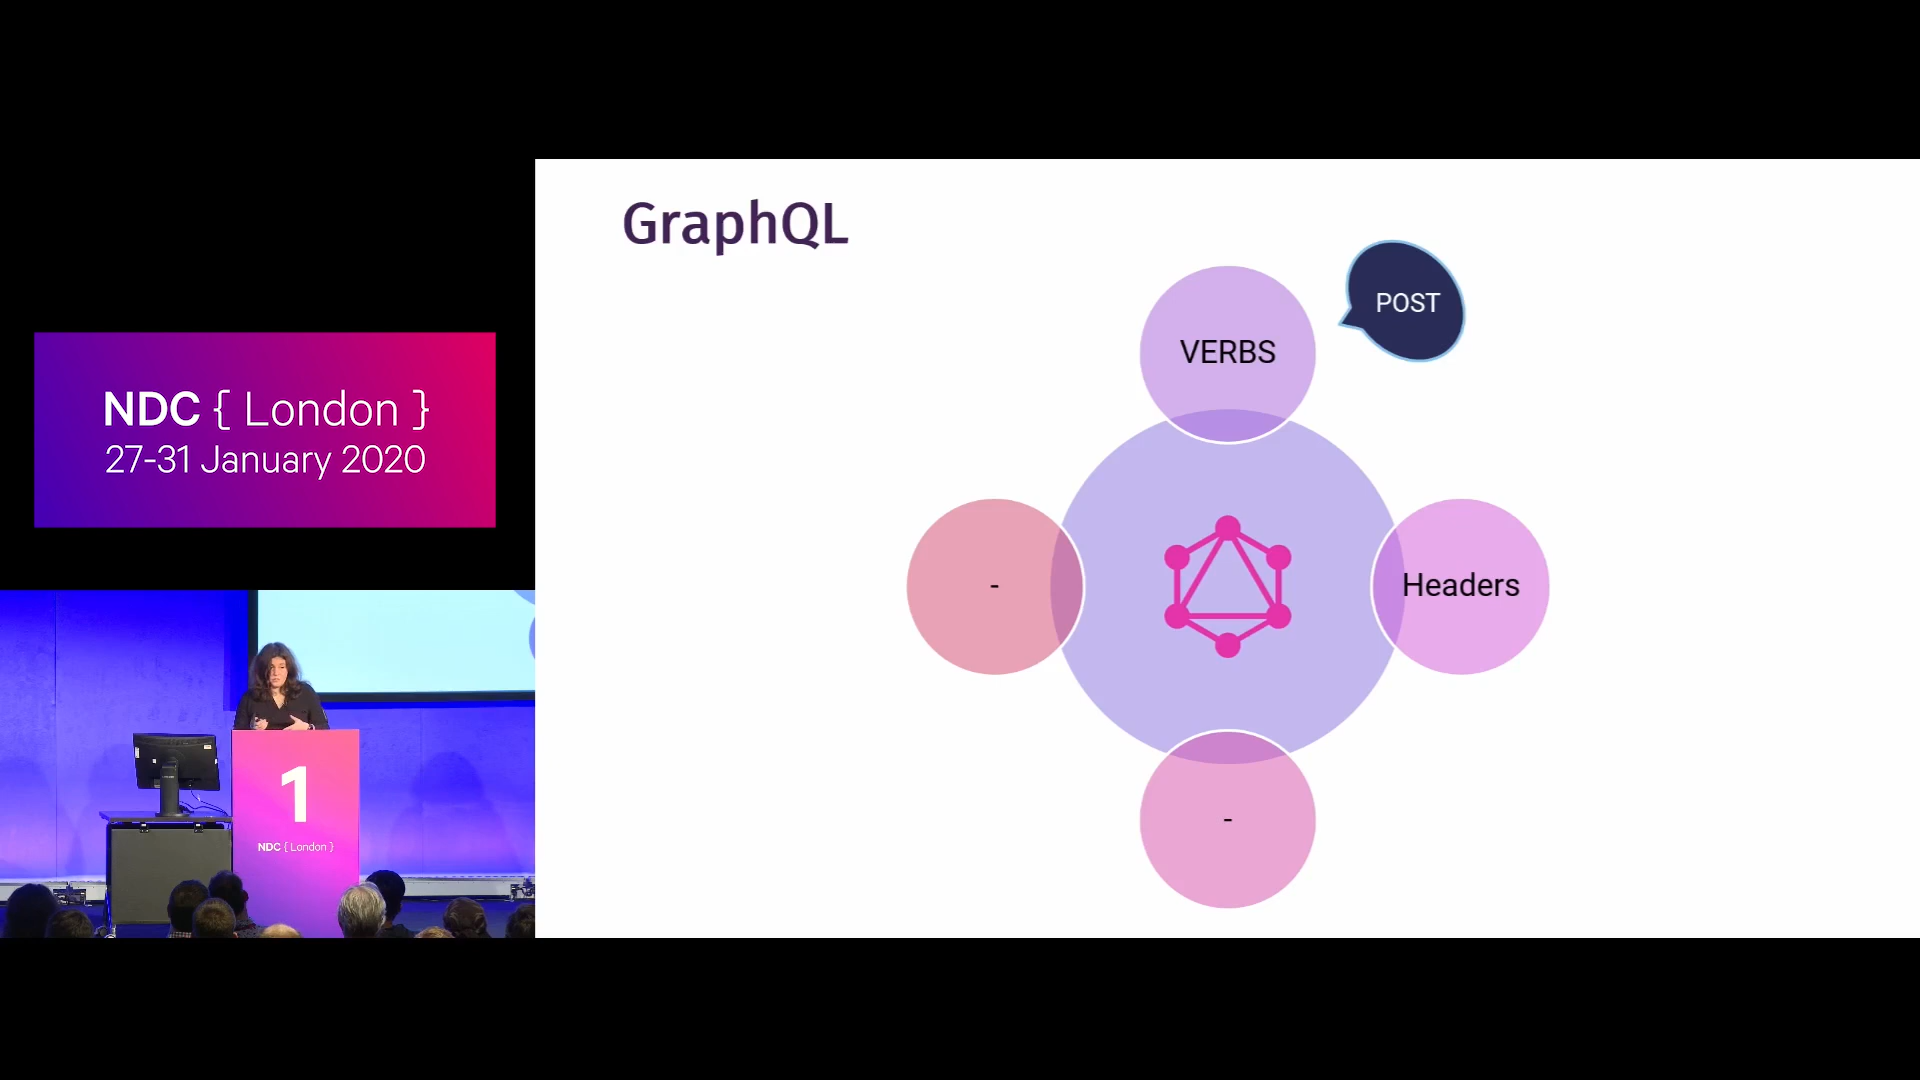 NDC { London }
27-31 January 2020
1
NDC { London }
GraphQL
POST
VERBS
-
Headers
-